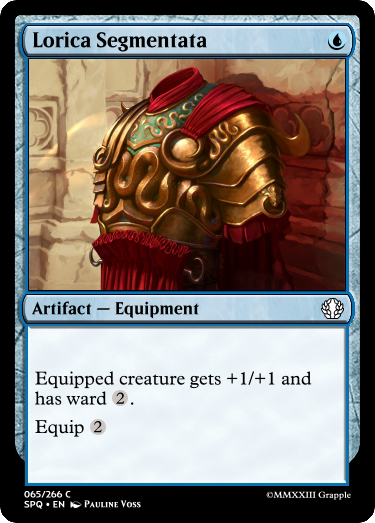 Lorica Segmentata
Artifact — Equipment
Equipped creature gets +1/+1 and
has ward 2.
Equip 2
065/266 C
SPQ • EN Pauline Voss
©MMXXIII Grapple